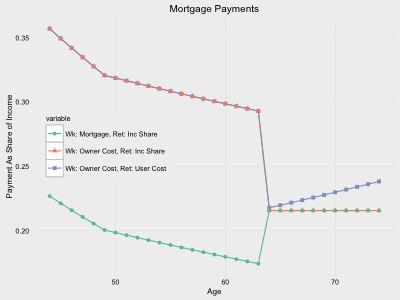 Mortgage Payments
Payment As Share of Income
0.35
0.30
0.25
0.20
variable
Wk: Mortgage, Ret: Inc Share
Wk: Owner Cost, Ret: Inc Share
Wk: Owner Cost, Ret: User Cost
50
60
70
Age